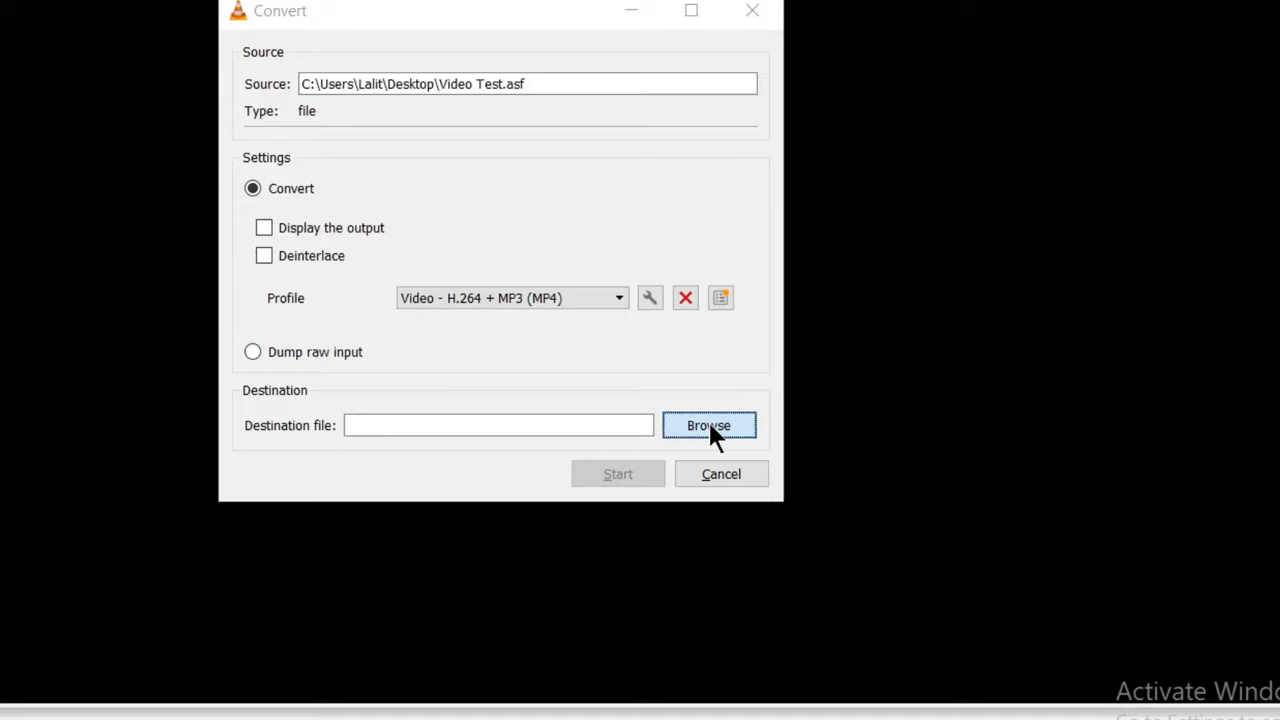 Convert
Source
Source: C:\Users\Lalit\Desktop\Video Test.asf
Type: file
Settings
Convert
Display the output
Deinterlace
Profile Video - H.264 + MP3 (MP4)
Dump raw input
Destination
Destination file: Browse
Start Cancel
Activate Windo